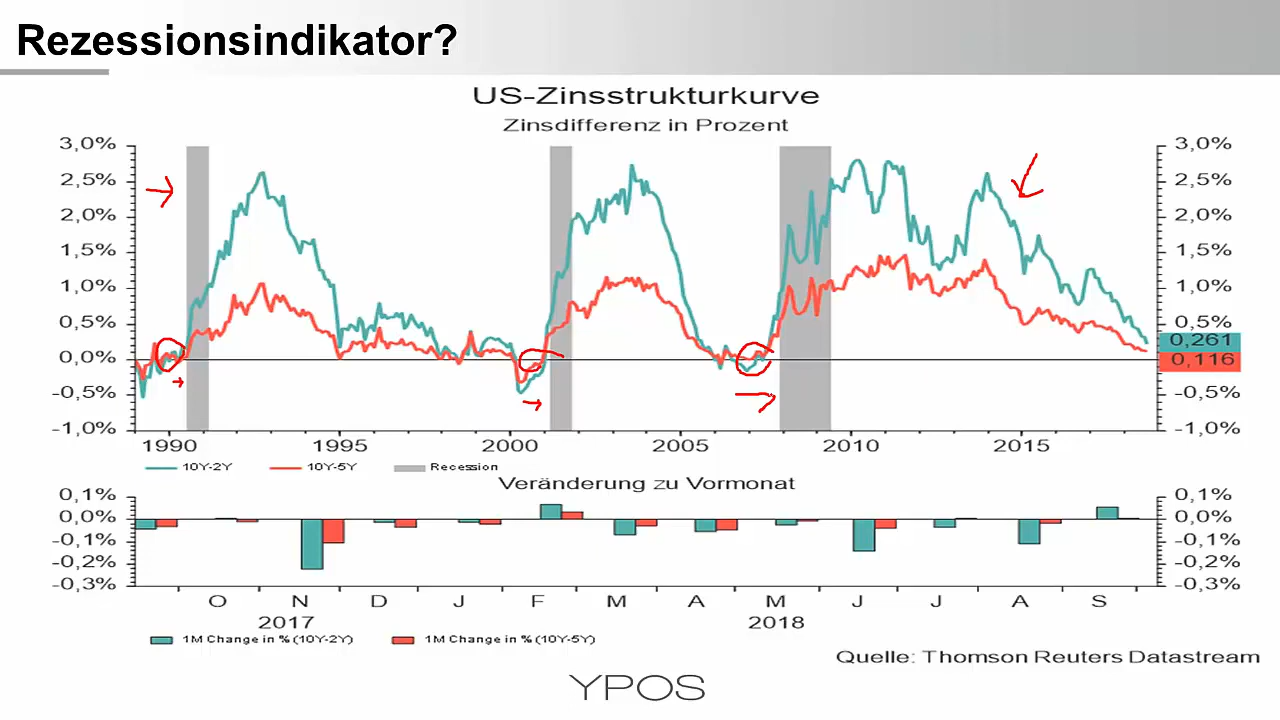 Rezessionsindikator?
US-Zinsstrukturkurve
Zinsdifferenz in Prozent
3,0% 3,0%
2,5% 2,5%
2,0% 2,0%
1,5% 1,5%
1,0% 1,0%
0,5% 0,5%
0,261
0,0% 0,116
-0,5% -0,5%
-1,0% -1,0%
1990 1995 2000 2005 2010 2015
10Y-2Y 10Y-5Y Recession
Veränderung zu Vormonat
0,1% 0,1%
0,0% 0,0%
-0,1% -0,1%
-0,2% -0,2%
-0,3% -0,3%
O N D J F M A M J J A S
2017 2018
1M Change in % (10Y-2Y) 1M Change in % (10Y-5Y)
Quelle: Thomson Reuters Datastream
YPOS